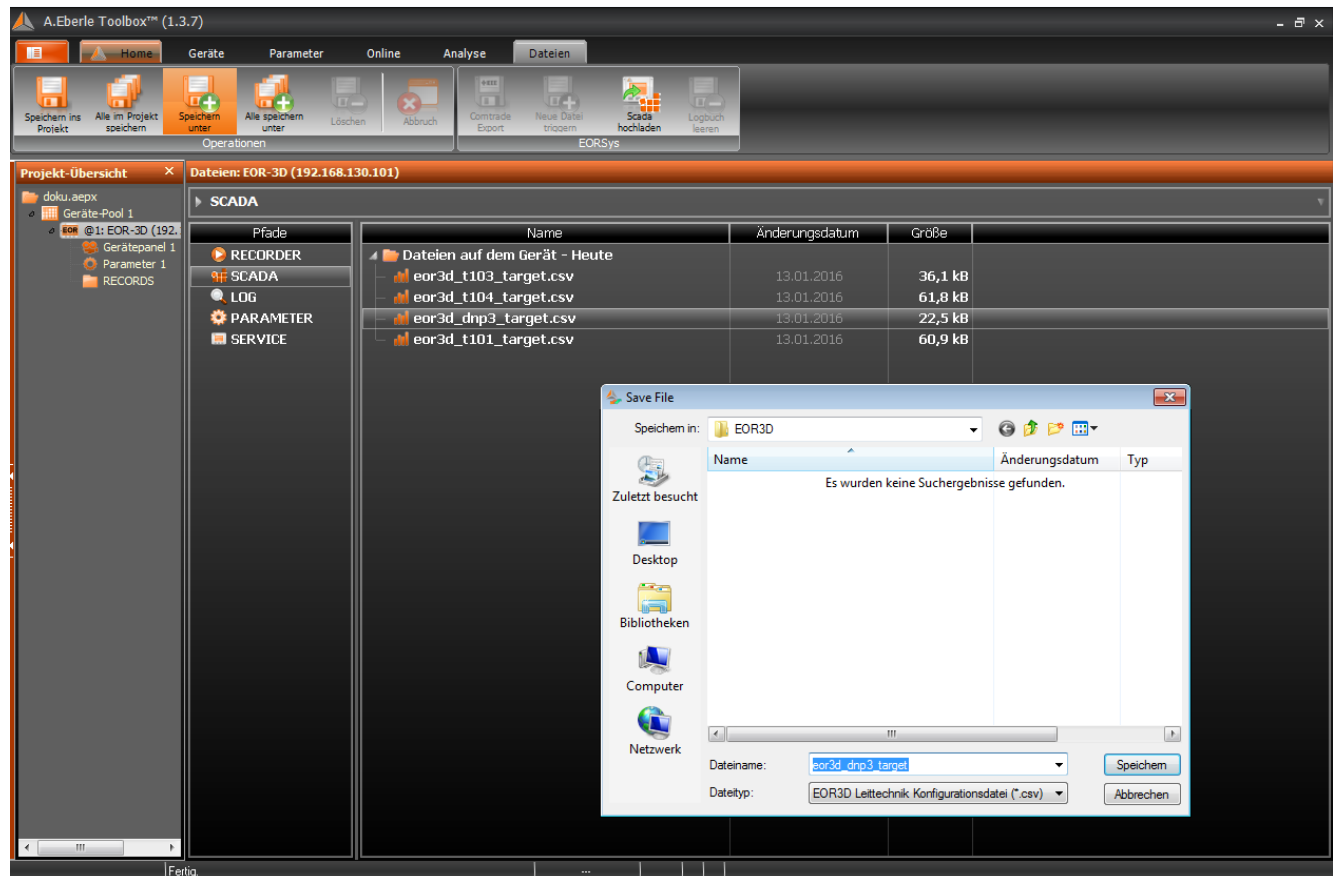 A.Eberle Toolbox™ (1.3.7)
Home Geräte Parameter Online Analyse Dateien
Speichern ins Projekt
Alle im Projekt speichern
Speichern unter
Alle speichern unter
Löschen
Abbruch
Comtrade Export
Neue Datei triggern
Scada hochladen
Logbuch leeren
Operationen
EORSys
Projekt-Übersicht
doku.aepx
Geräte-Pool 1
EOR @1: EOR-3D (192.
Gerätepanel 1
Parameter 1
RECORDS
Dateien: EOR-3D (192.168.130.101)
SCADA
Pfade
RECORDER
SCADA
LOG
PARAMETER
SERVICE
Name Änderungsdatum Größe
Dateien auf dem Gerät - Heute
eor3d_t103_target.csv 13.01.2016 36,1 kB
eor3d_t104_target.csv 13.01.2016 61,8 kB
eor3d_dnp3_target.csv 13.01.2016 22,5 kB
eor3d_t101_target.csv 13.01.2016 60,9 kB
Save File
Speichern in: EOR3D
Name Änderungsdatum Typ
Es wurden keine Suchergebnisse gefunden.
Zuletzt besucht
Desktop
Bibliotheken
Computer
Netzwerk
Dateiname: eor3d_dnp3_target Speichern
Dateityp: EOR3D Leittechnik Konfigurationsdatei (*.csv) Abbrechen
Fertig. ...